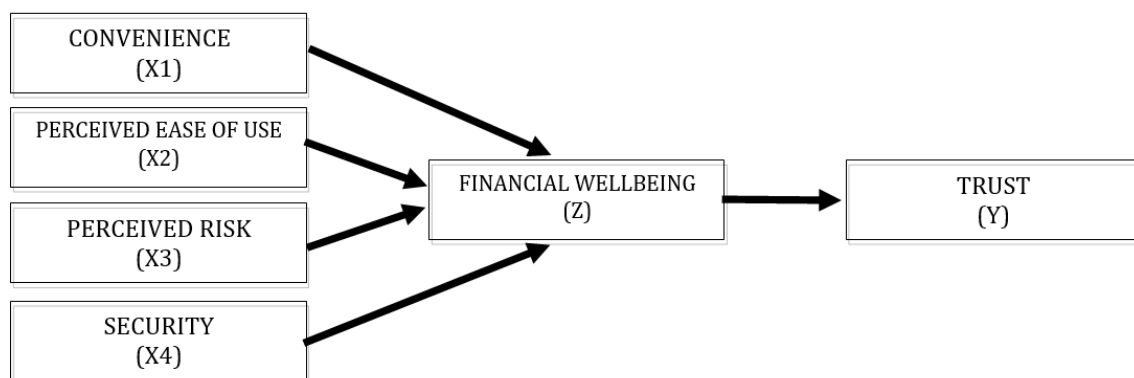 CONVENIENCE
(X1)
PERCEIVED EASE OF USE
(X2)
PERCEIVED RISK
(X3)
SECURITY
(X4)
FINANCIAL WELLBEING
(Z)
TRUST
(Y)